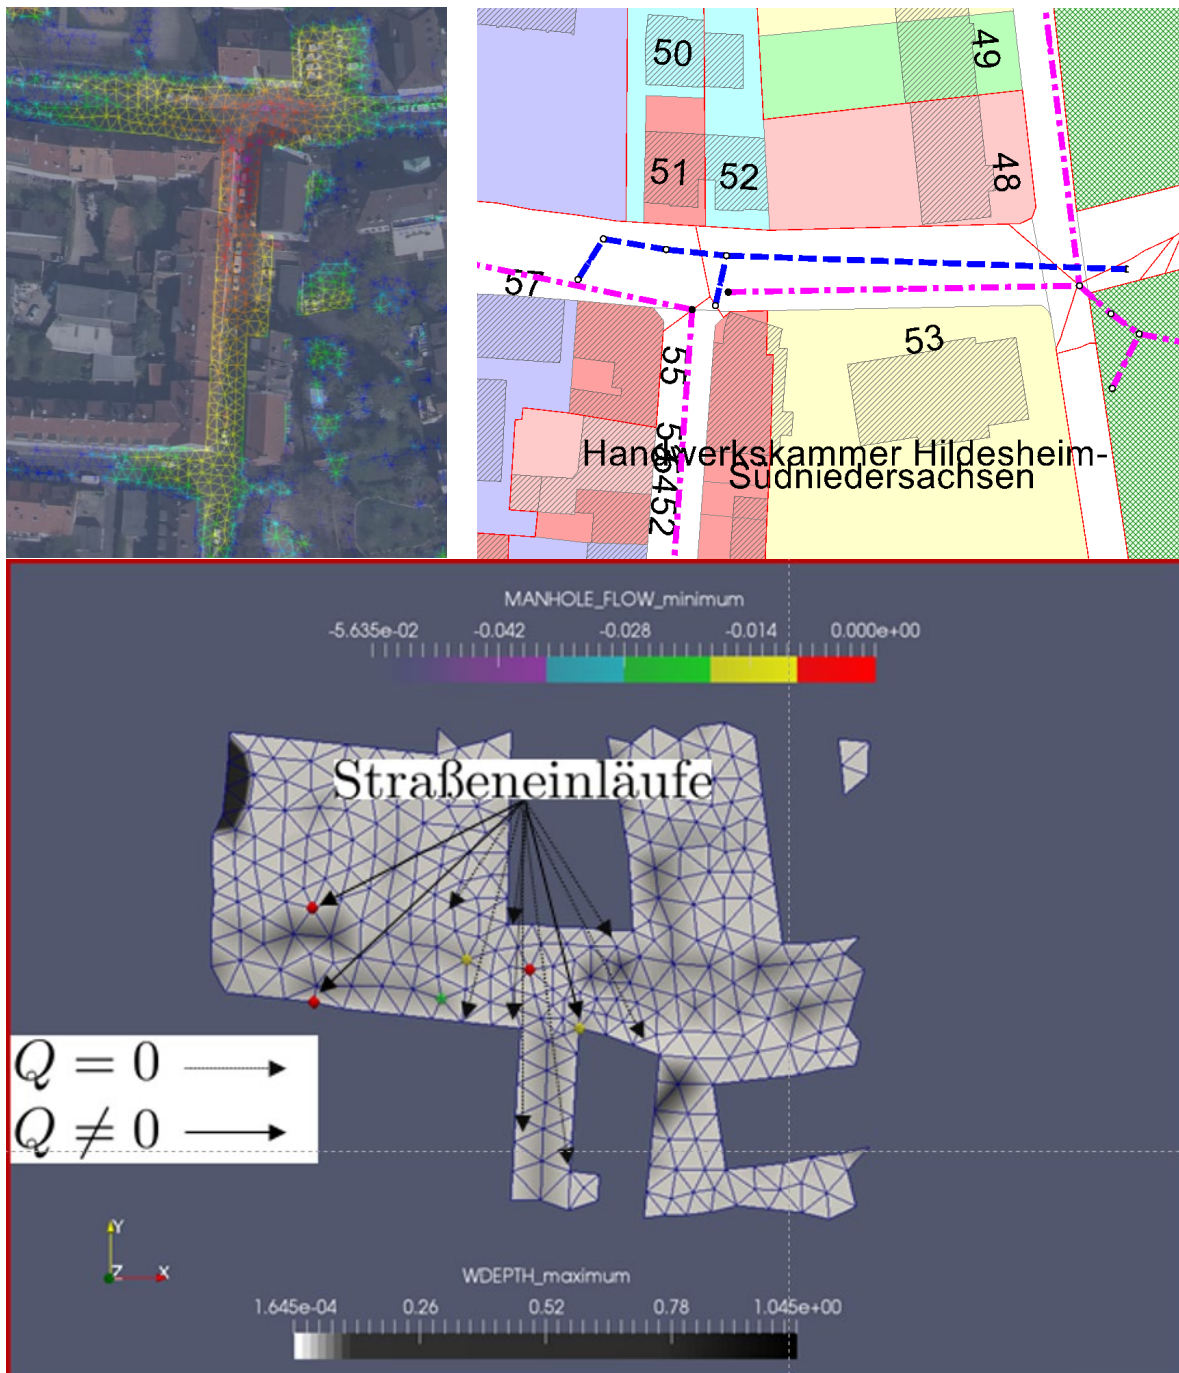 50
49
51
52
48
57
53
55
Handwerkskammer Hildesheim-
Südniedersachsen
452
MANHOLE_FLOW_minimum
-5.635e-02 -0.042 -0.028 -0.014 0.000e+00
Straßeneinläufe
Q = 0
Q ≠ 0
Y
Z X
WDEPTH_maximum
1.645e-04 0.26 0.52 0.78 1.045e+00